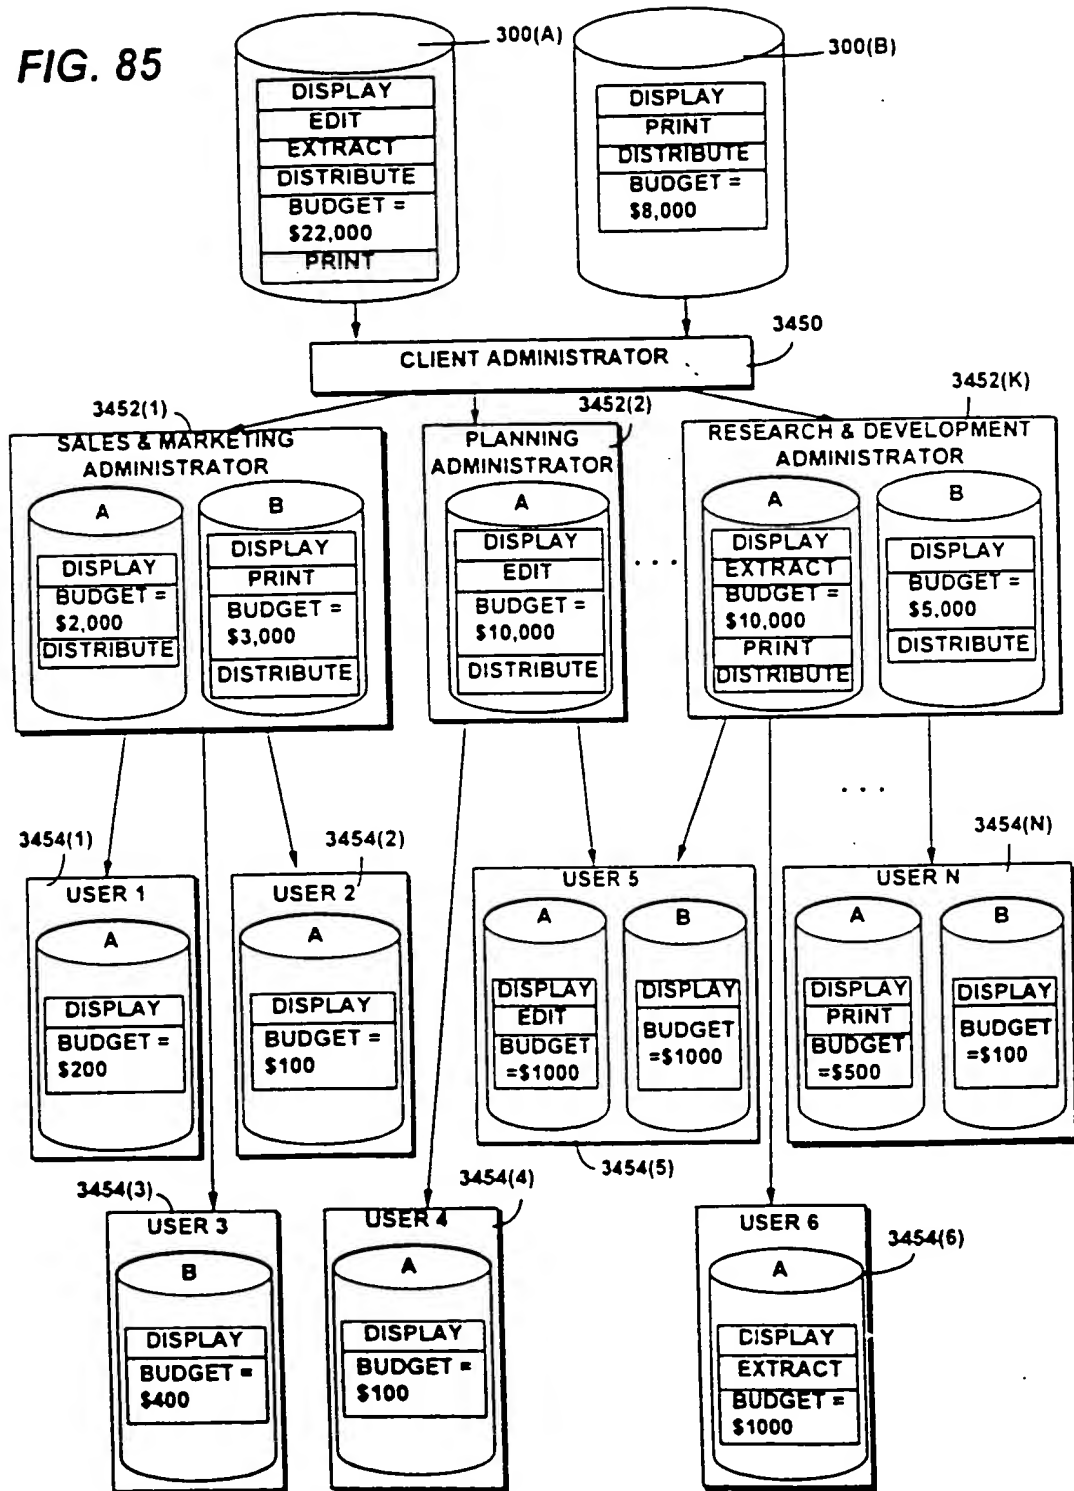 FIG. 85
300(A)
DISPLAY
EDIT
EXTRACT
DISTRIBUTE
BUDGET =
$22,000
PRINT
300(B)
DISPLAY
PRINT
DISTRIBUTE
BUDGET =
$8,000
CLIENT ADMINISTRATOR
3450
3452(1)
SALES & MARKETING
ADMINISTRATOR
A
DISPLAY
BUDGET =
$2,000
DISTRIBUTE
B
DISPLAY
PRINT
BUDGET =
$3,000
DISTRIBUTE
3452(2)
PLANNING
ADMINISTRATOR
A
DISPLAY
EDIT
BUDGET =
$10,000
DISTRIBUTE
. . .
3452(K)
RESEARCH & DEVELOPMENT
ADMINISTRATOR
A
DISPLAY
EXTRACT
BUDGET =
$10,000
PRINT
DISTRIBUTE
B
DISPLAY
BUDGET =
$5,000
DISTRIBUTE
. . .
3454(1)
USER 1
A
DISPLAY
BUDGET =
$200
3454(2)
USER 2
A
DISPLAY
BUDGET =
$100
USER 5
A
DISPLAY
EDIT
BUDGET
=$1000
B
DISPLAY
BUDGET
=$1000
3454(5)
3454(N)
USER N
A
DISPLAY
PRINT
BUDGET
=$500
B
DISPLAY
BUDGET
=$100
3454(3)
USER 3
B
DISPLAY
BUDGET =
$400
3454(4)
USER 4
A
DISPLAY
BUDGET =
$100
USER 6
3454(6)
A
DISPLAY
EXTRACT
BUDGET =
$1000